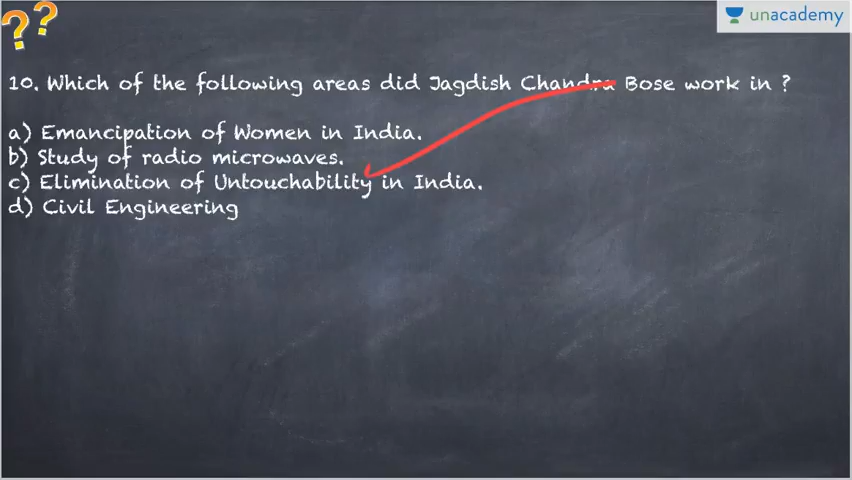 ??
unacademy
10. Which of the following areas did Jagdish Chandra Bose work in ?
a) Emancipation of Women in India.
b) Study of radio microwaves.
c) Elimination of Untouchability in India.
d) Civil Engineering